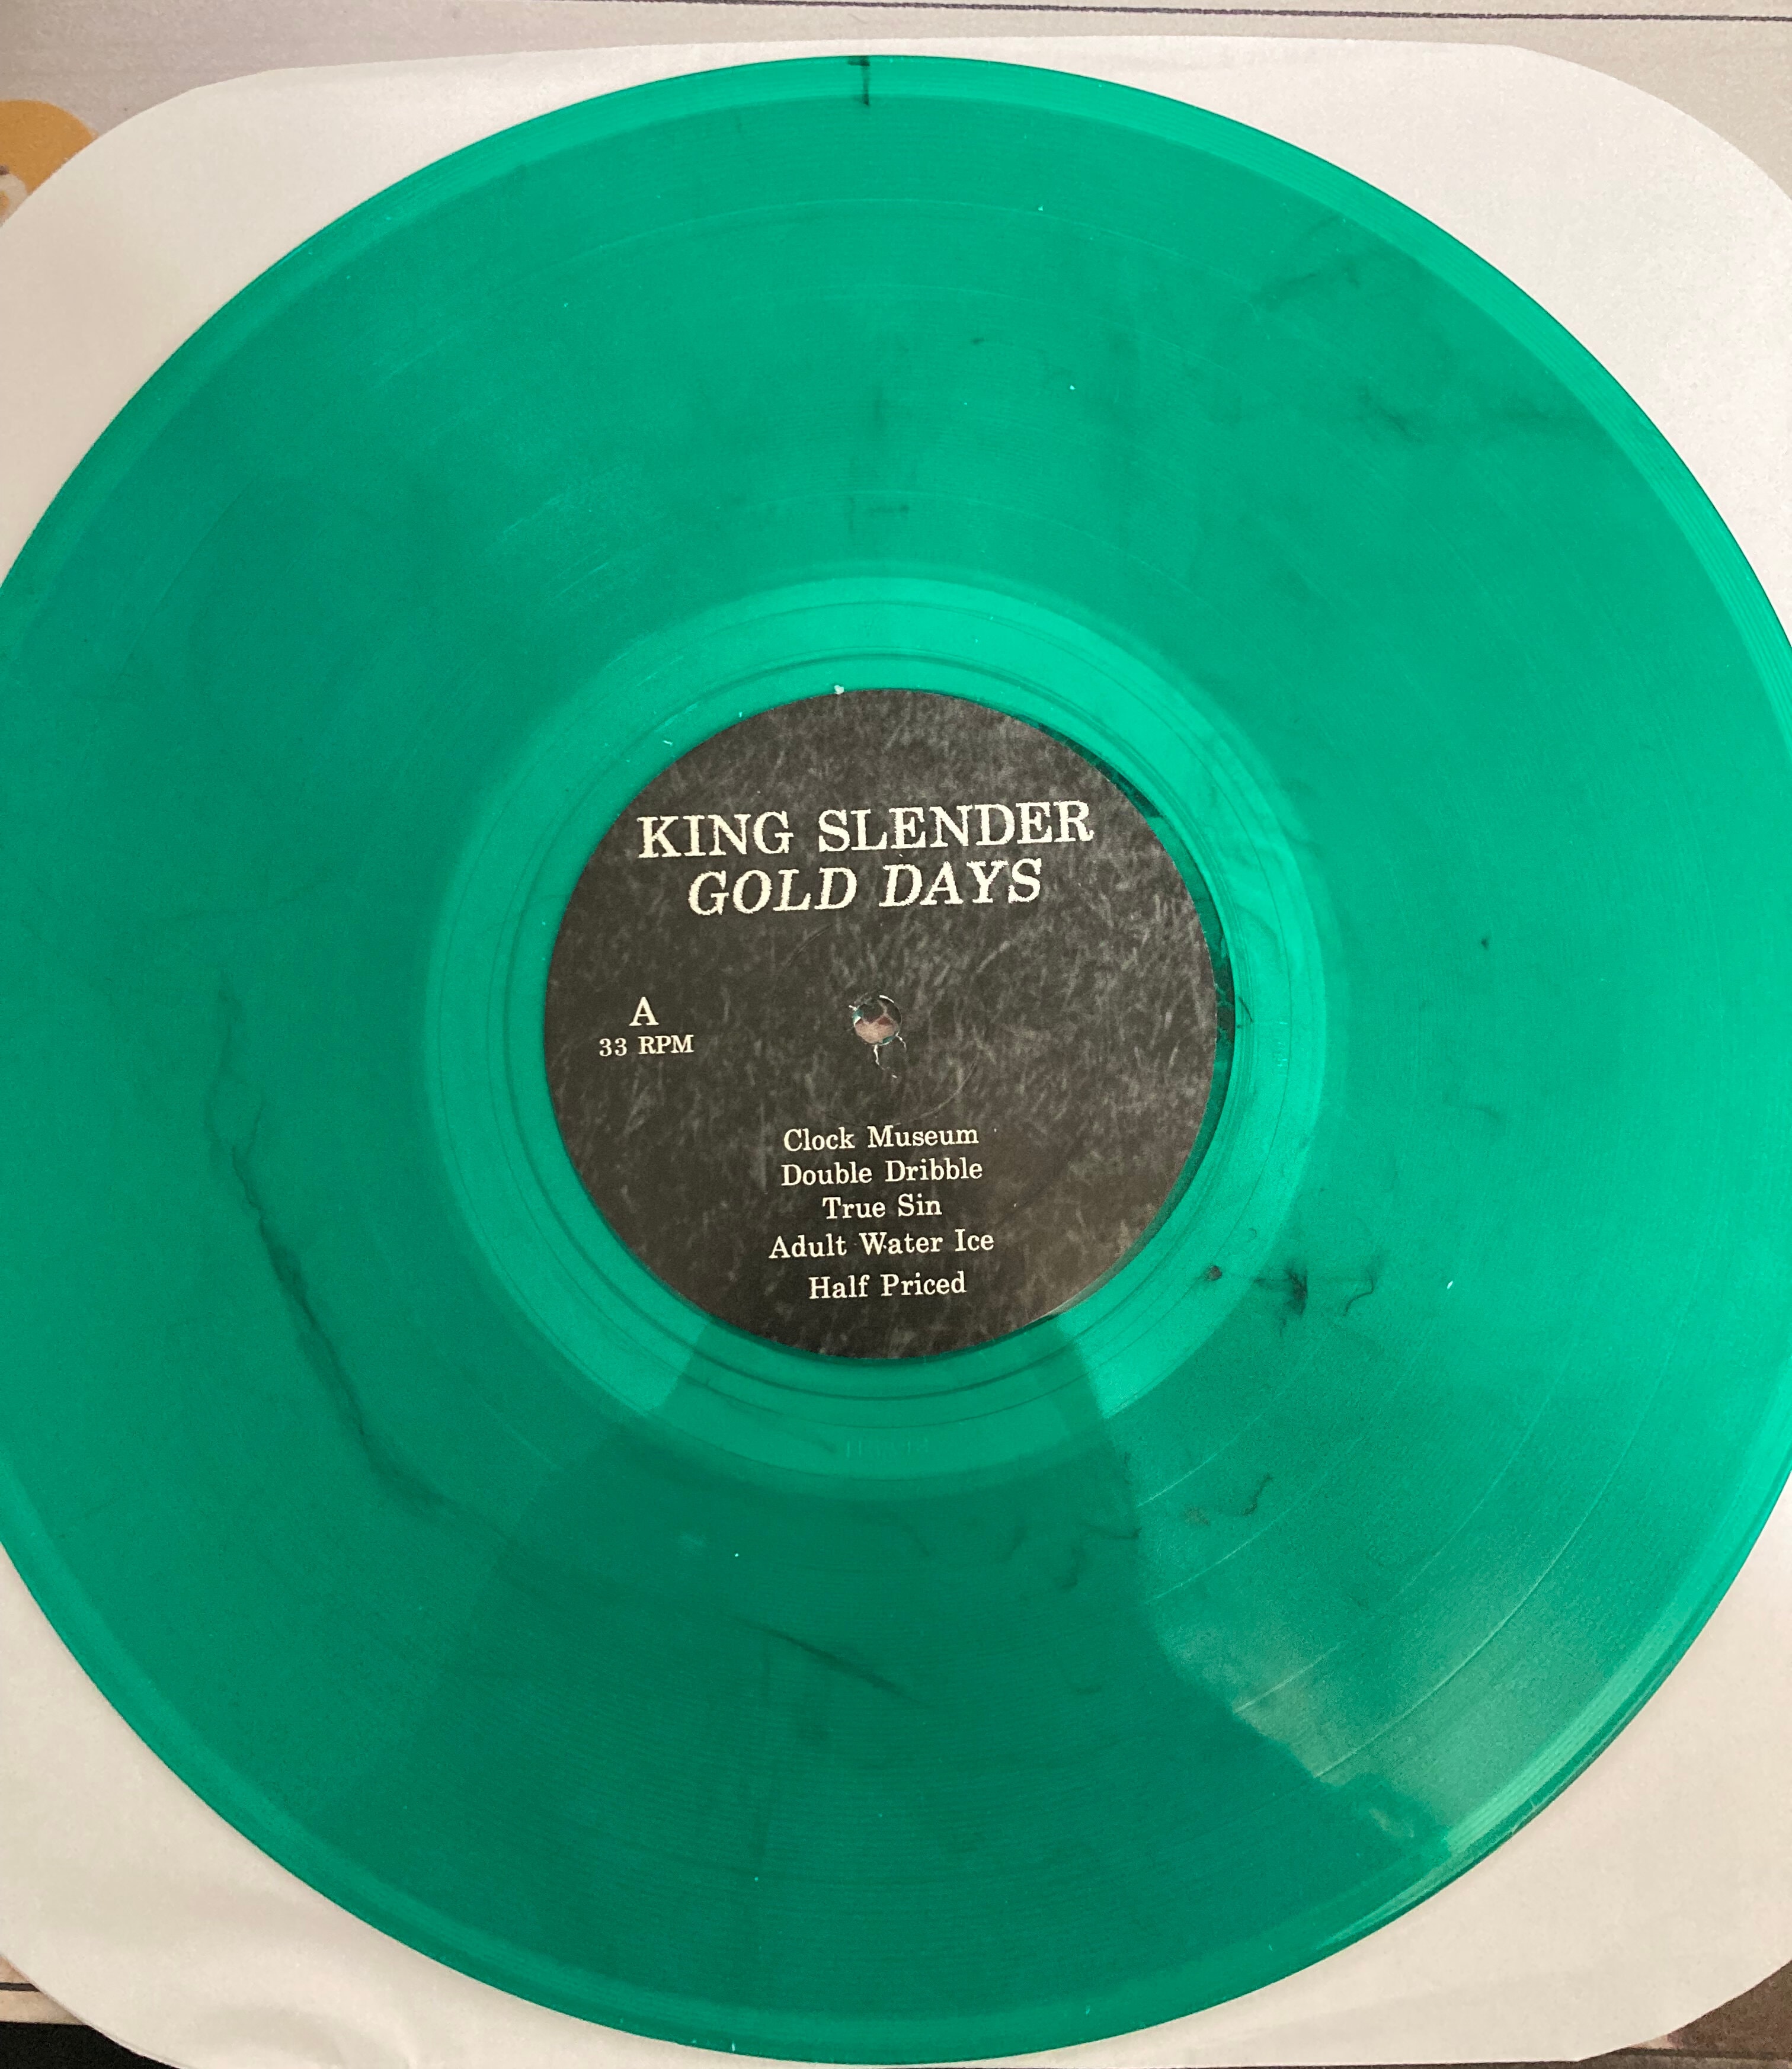 KING SLENDER
GOLD DAYS
A
33 RPM
Clock Museum
Double Dribble
True Sin
Adult Water Ice
Half Priced